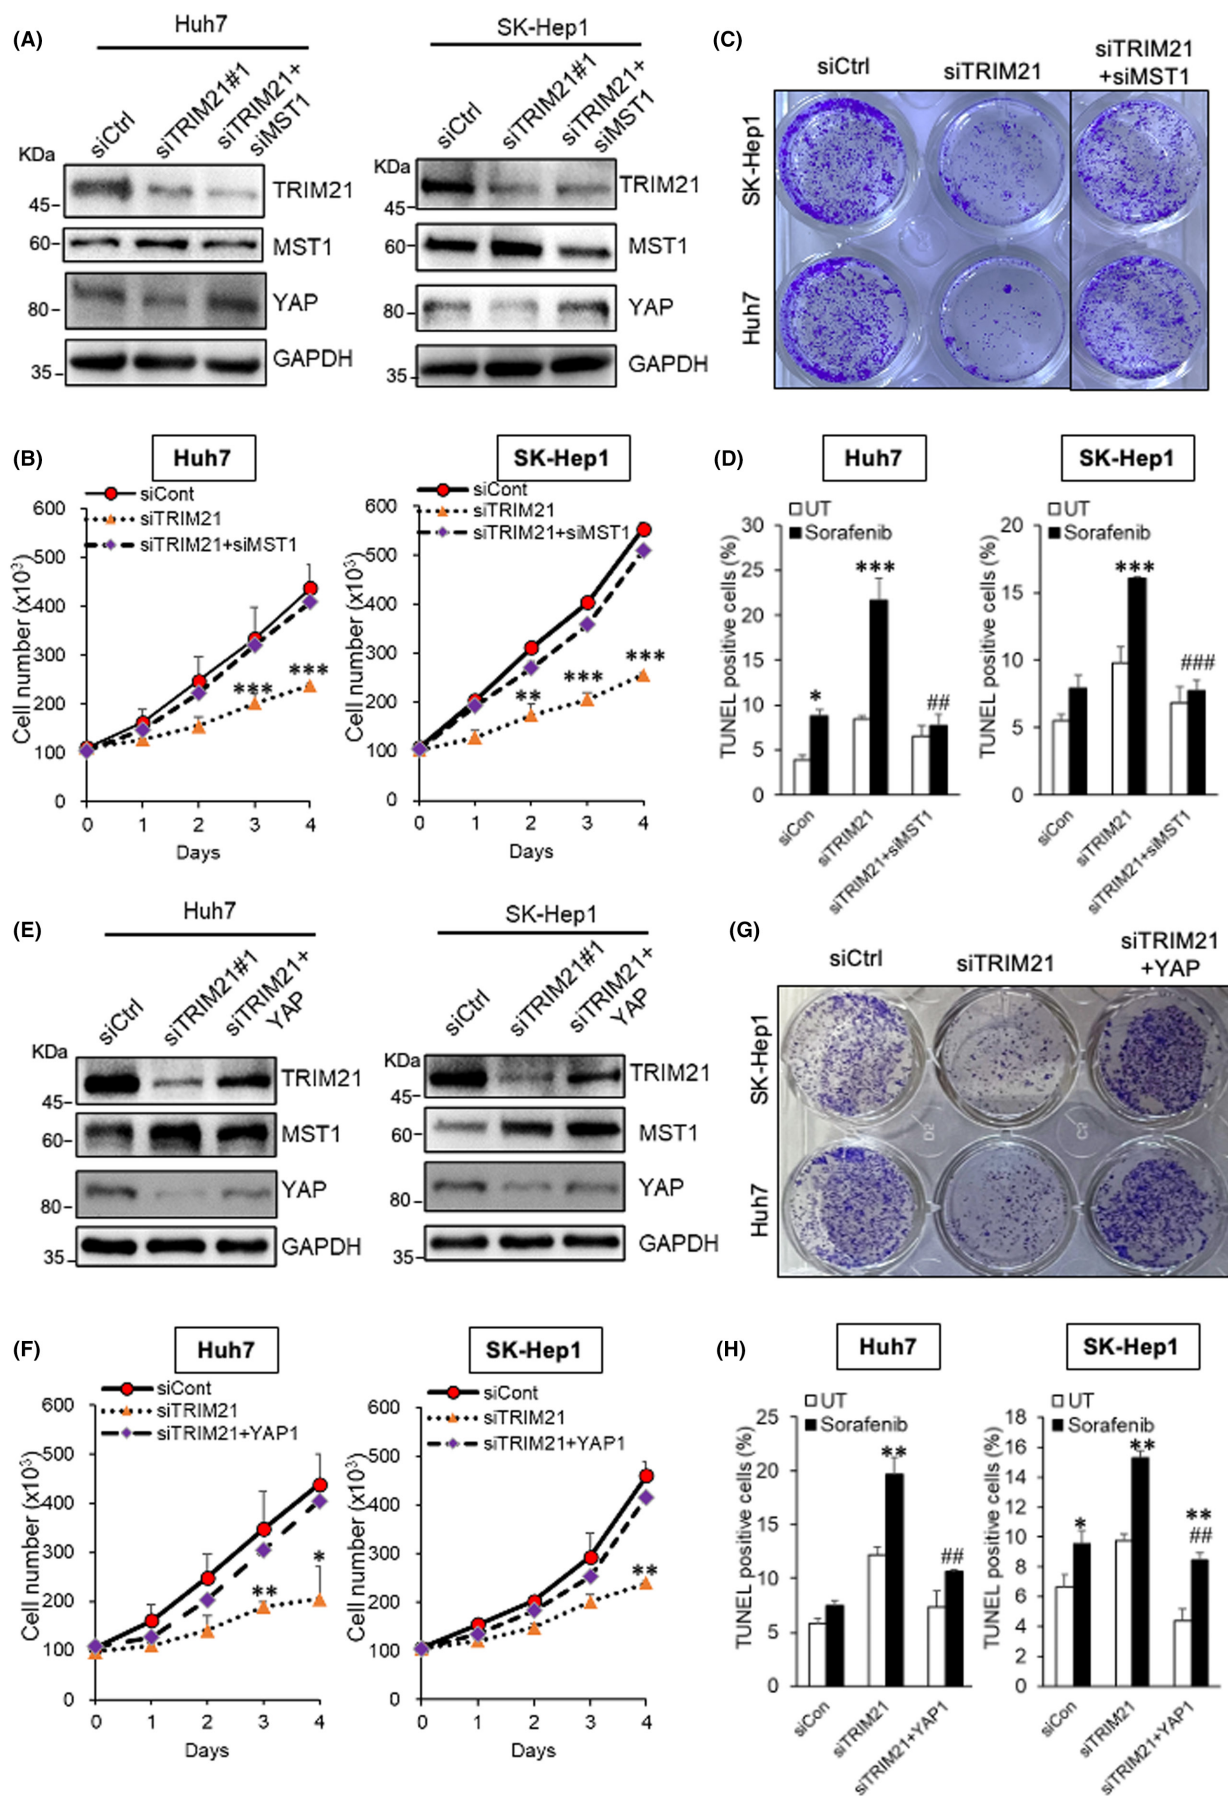 (A)
Huh7
siCtrl
siTRIM21#1
siTRIM21+
siMST1
KDa
TRIM21
45
60
MST1
80
YAP
35
GAPDH
SK-Hep1
siCtrl
siTRIM21#1
siTRIM21+
siMST1
KDa
TRIM21
45
60
MST1
80
YAP
35
GAPDH
(C)
siCtrl
siTRIM21
siTRIM21
+siMST1
SK-Hep1
Huh7
(B)
Huh7
siCont
siTRIM21
siTRIM21+siMST1
Cell number (x10³)
600
500
400
300
200
100
0
***
***
0 1 2 3 4
Days
SK-Hep1
siCont
siTRIM21
siTRIM21+siMST1
Cell number (x10³)
600
500
400
300
200
100
0
**
***
***
0 1 2 3 4
Days
(D)
Huh7
UT
Sorafenib
TUNEL positive cells (%)
30
25
20
15
10
5
0
*
***
##
siCon
siTRIM21
siTRIM21+siMST1
SK-Hep1
UT
Sorafenib
TUNEL positive cells (%)
20
15
10
5
0
***
###
siCon
siTRIM21
siTRIM21+siMST1
(E)
Huh7
siCtrl
siTRIM21#1
siTRIM21+
YAP
KDa
TRIM21
45
60
MST1
YAP
80
GAPDH
35
SK-Hep1
siCtrl
siTRIM21#1
siTRIM21+
YAP
KDa
TRIM21
45
60
MST1
YAP
80
GAPDH
35
(G)
siCtrl
siTRIM21
siTRIM21
+YAP
SK-Hep1
Huh7
D2
C2
(F)
Huh7
siCont
siTRIM21
siTRIM21+YAP1
Cell number (x10³)
600
500
400
300
200
100
0
**
*
0 1 2 3 4
Days
SK-Hep1
siCont
siTRIM21
siTRIM21+YAP1
Cell number (x10³)
600
500
400
300
200
100
0
**
0 1 2 3 4
Days
(H)
Huh7
UT
Sorafenib
TUNEL positive cells (%)
25
20
15
10
5
0
**
##
siCon
siTRIM21
siTRIM21+YAP1
SK-Hep1
UT
Sorafenib
TUNEL positive cells (%)
18
16
14
12
10
8
6
4
2
0
*
**
**
##
siCon
siTRIM21
siTRIM21+YAP1